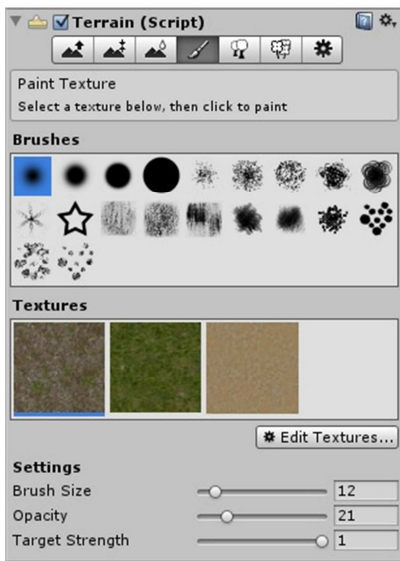 Terrain (Script)
Paint Texture
Select a texture below, then click to paint
Brushes
Textures
Edit Textures...
Settings
Brush Size 12
Opacity 21
Target Strength 1